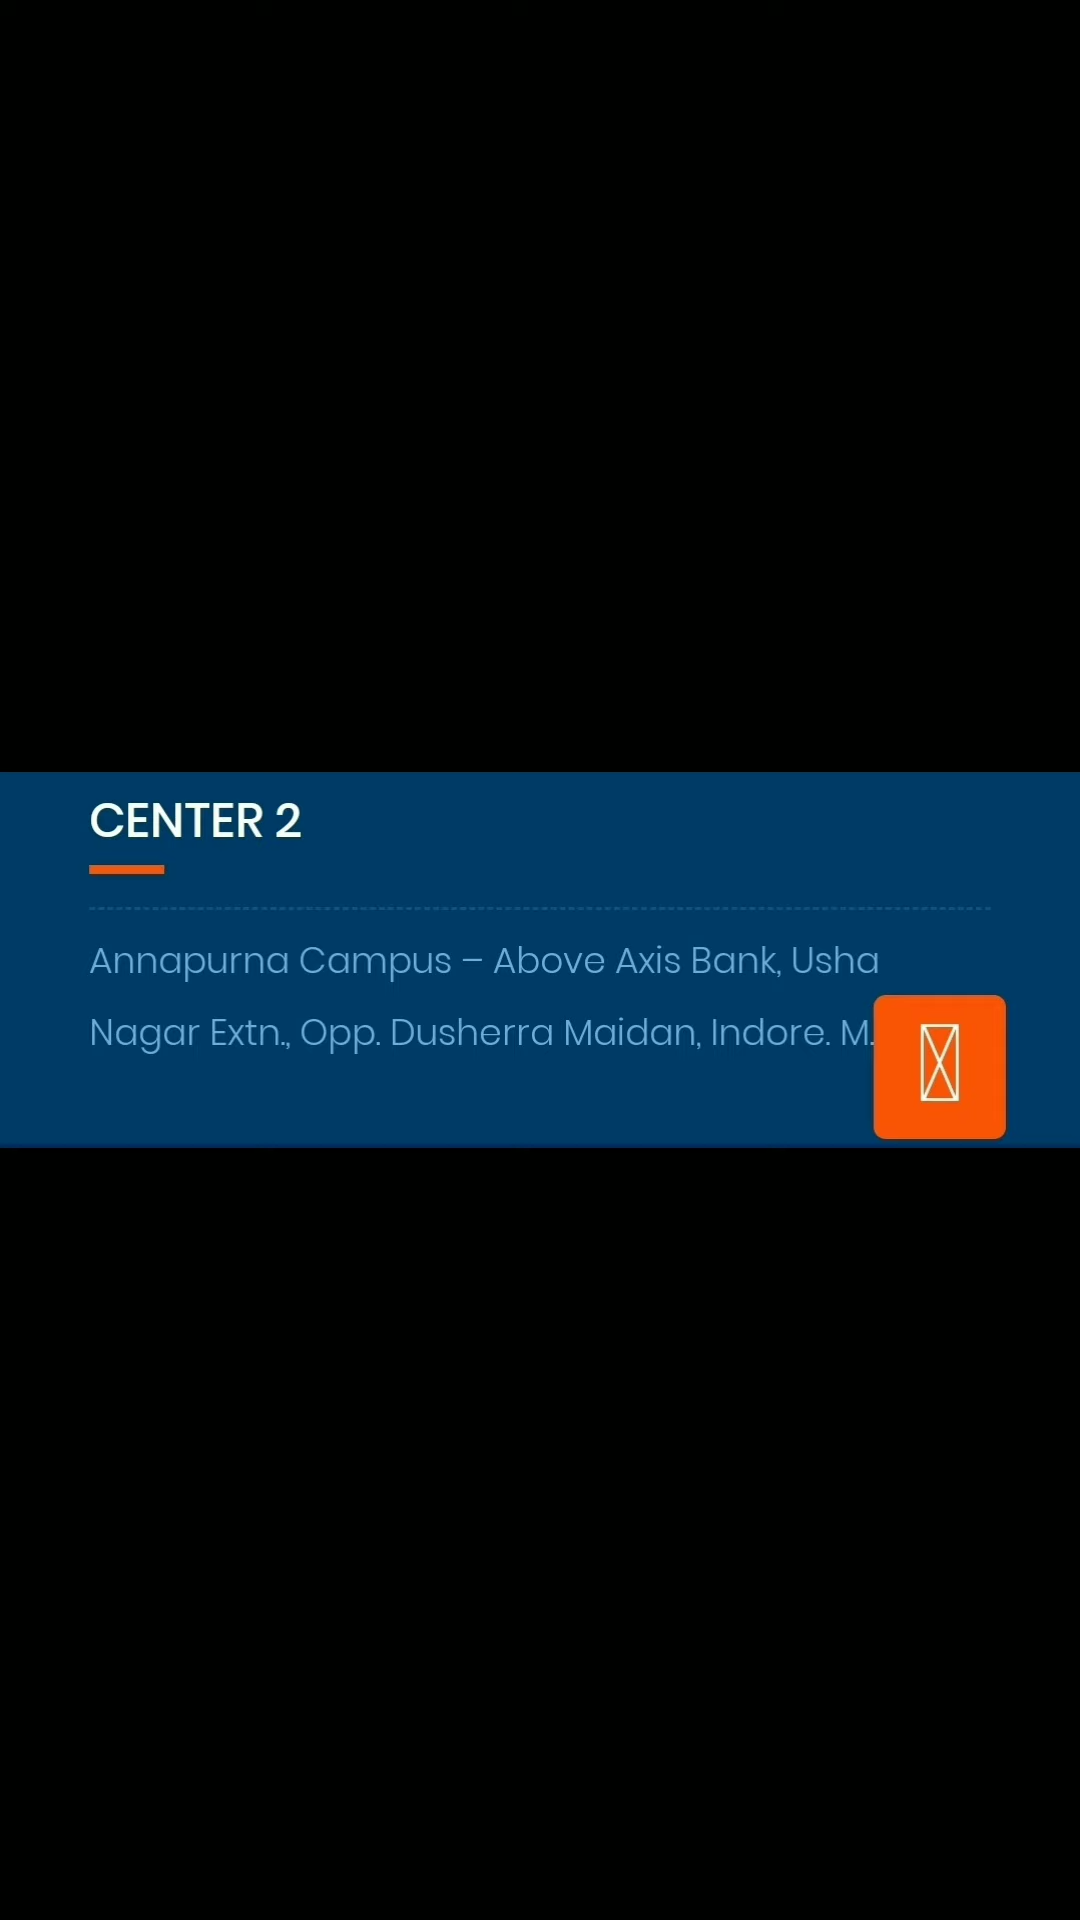 CENTER 2
Annapurna Campus – Above Axis Bank, Usha
Nagar Extn., Opp. Dusherra Maidan, Indore. M.